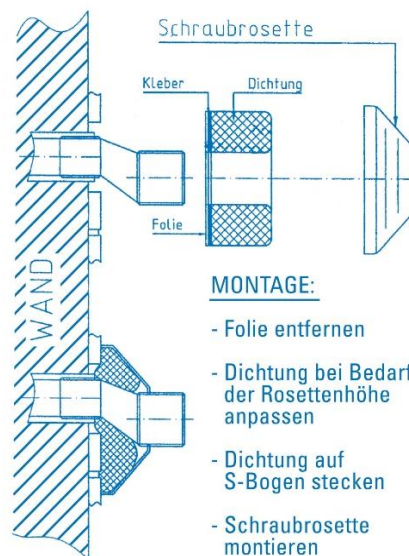 Schraubrosette
Kleber
Dichtung
Folie
WAND
MONTAGE:
- Folie entfernen
- Dichtung bei Bedarf
der Rosettenhöhe
anpassen
- Dichtung auf
S-Bogen stecken
- Schraubrosette
montieren